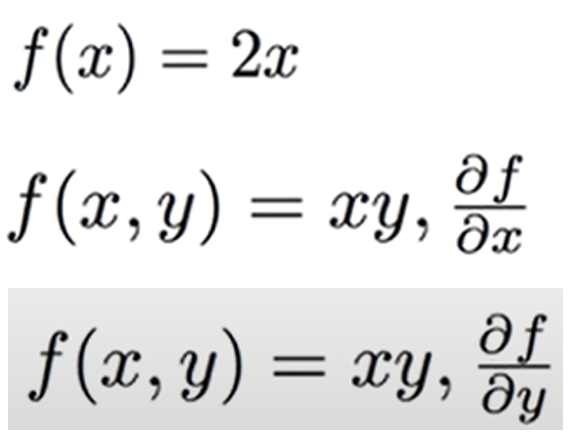 f(x) = 2x
f(x, y) = xy, ∂f/∂x
f(x, y) = xy, ∂f/∂y